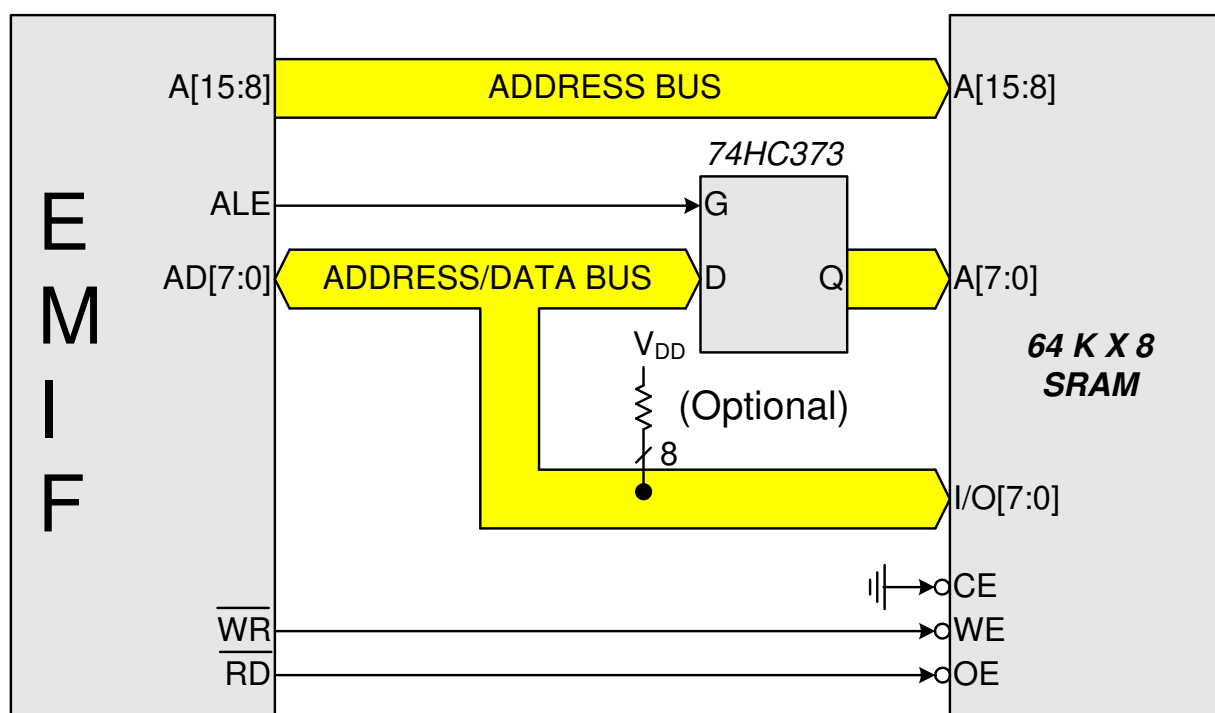 E
M
I
F
A[15:8]
ADDRESS BUS
A[15:8]
74HC373
ALE
G
AD[7:0]
ADDRESS/DATA BUS
D
Q
A[7:0]
VDD
(Optional)
8
64 K X 8
SRAM
I/O[7:0]
CE
WR
WE
RD
OE